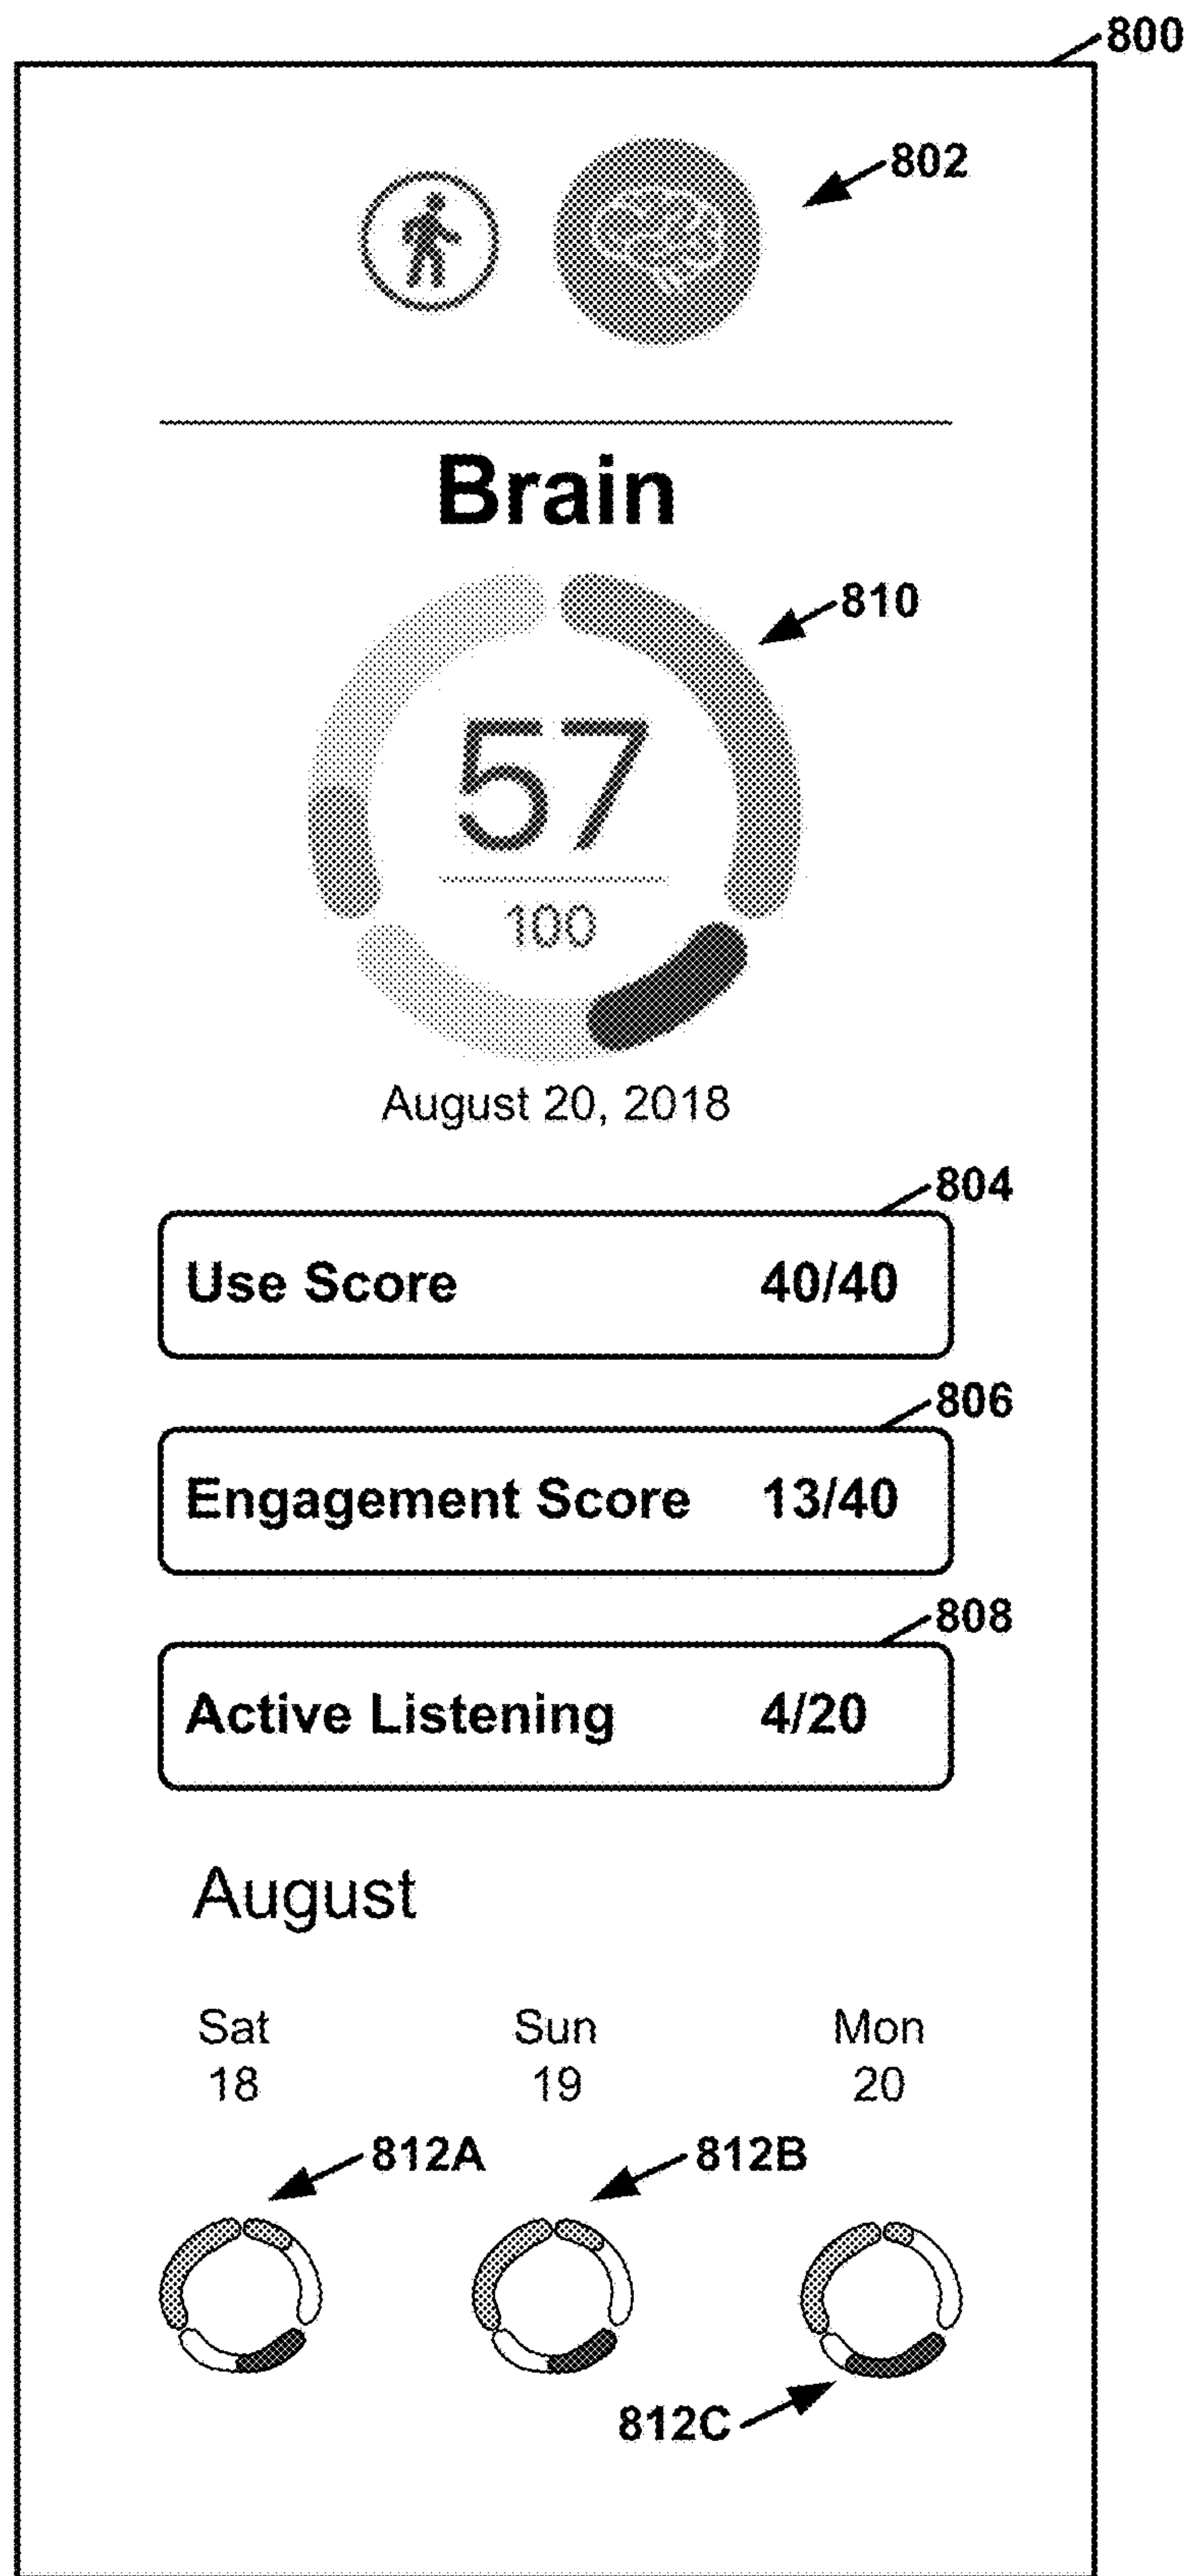 800
802
Brain
810
57
100
August 20, 2018
804
Use Score 40/40
806
Engagement Score 13/40
808
Active Listening 4/20
August
Sat Sun Mon
18 19 20
812A 812B
812C